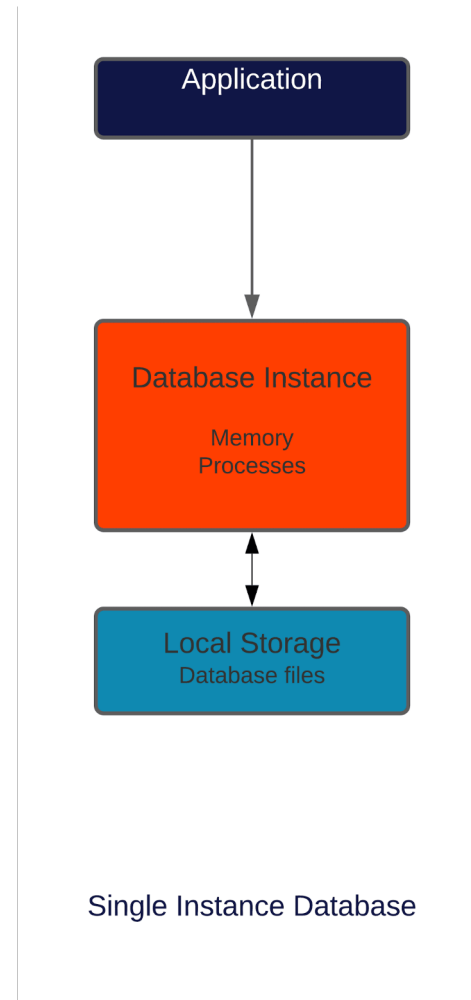 Application
Database Instance
Memory
Processes
Local Storage
Database files
Single Instance Database